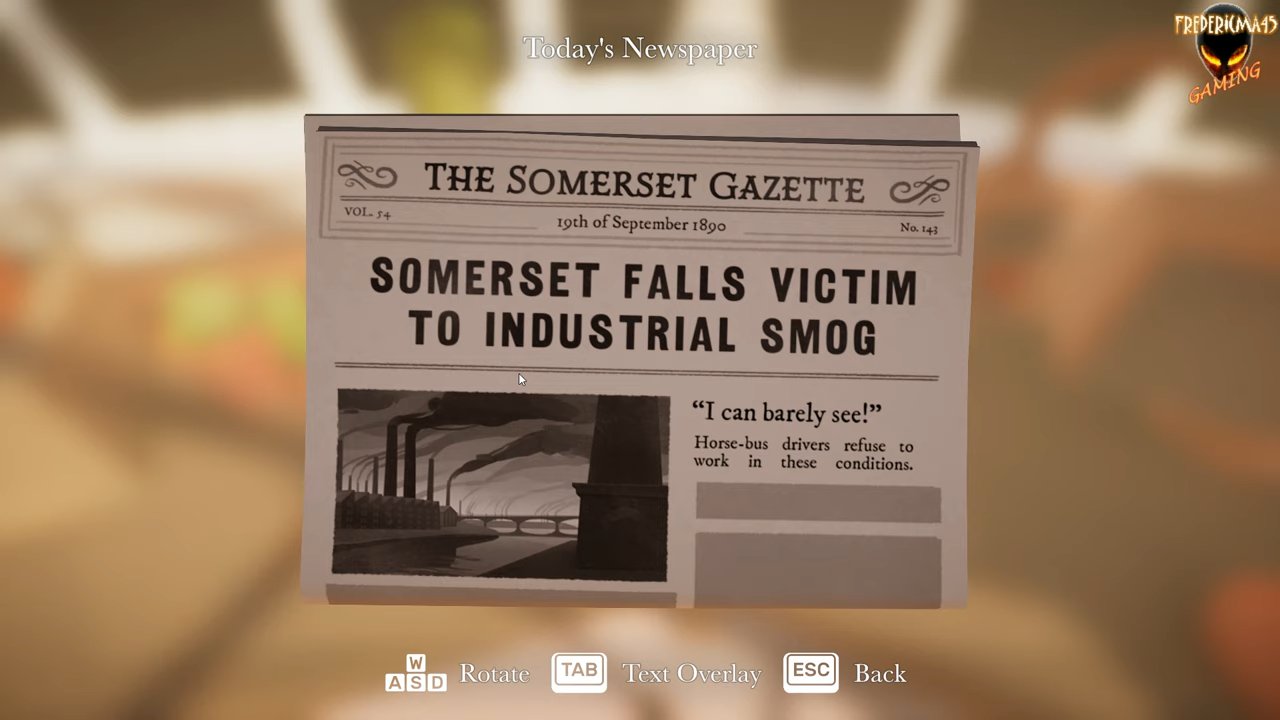 FREDERICMA45
GAMING
Today's Newspaper
THE SOMERSET GAZETTE
VOL. 54
19th of September 1890
No. 143
SOMERSET FALLS VICTIM
TO INDUSTRIAL SMOG
“I can barely see!”
Horse-bus drivers refuse to
work in these conditions.
W
A S D
Rotate
TAB
Text Overlay
ESC
Back